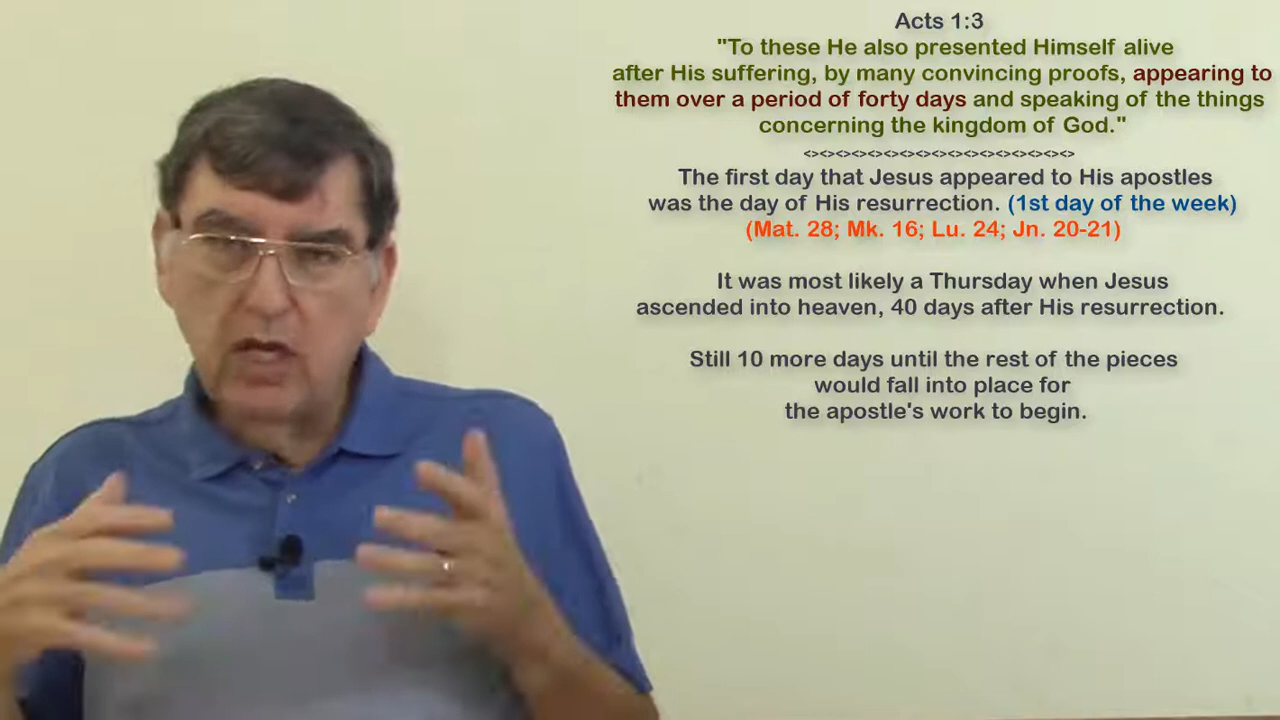 Acts 1:3
"To these He also presented Himself alive
after His suffering, by many convincing proofs, appearing to
them over a period of forty days and speaking of the things
concerning the kingdom of God."
<><><><><><><><><><><><><><><><><>
The first day that Jesus appeared to His apostles
was the day of His resurrection. (1st day of the week)
(Mat. 28; Mk. 16; Lu. 24; Jn. 20-21)
It was most likely a Thursday when Jesus
ascended into heaven, 40 days after His resurrection.
Still 10 more days until the rest of the pieces
would fall into place for
the apostle's work to begin.